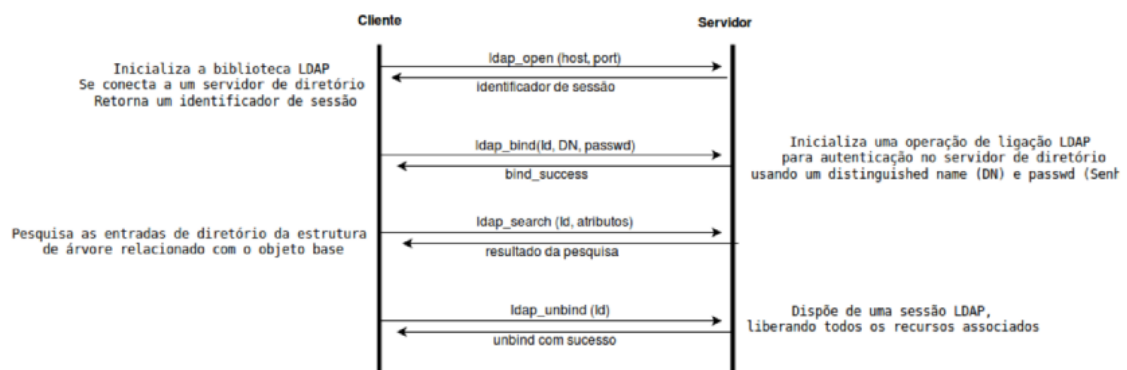 Cliente
Servidor
ldap_open (host, port)
Inicializa a biblioteca LDAP
Se conecta a um servidor de diretório
Retorna um identificador de sessão
identificador de sessão
ldap_bind(Id, DN, passwd)
bind_success
Inicializa uma operação de ligação LDAP
para autenticação no servidor de diretório
usando um distinguished name (DN) e passwd (Senh
ldap_search (Id, atributos)
Pesquisa as entradas de diretório da estrutura
de árvore relacionado com o objeto base
resultado da pesquisa
ldap_unbind (Id)
unbind com sucesso
Dispõe de uma sessão LDAP,
liberando todos os recursos associados